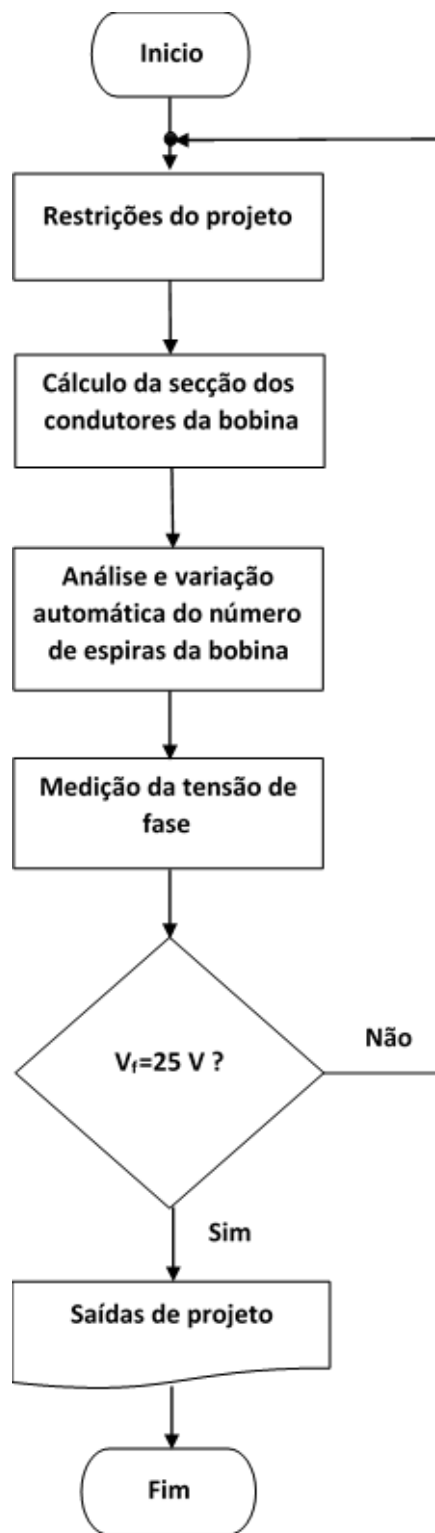 Inicio
Restrições do projeto
Cálculo da secção dos
condutores da bobina
Análise e variação
automática do número
de espiras da bobina
Medição da tensão de
fase
Vf=25 V ?
Não
Sim
Saídas de projeto
Fim